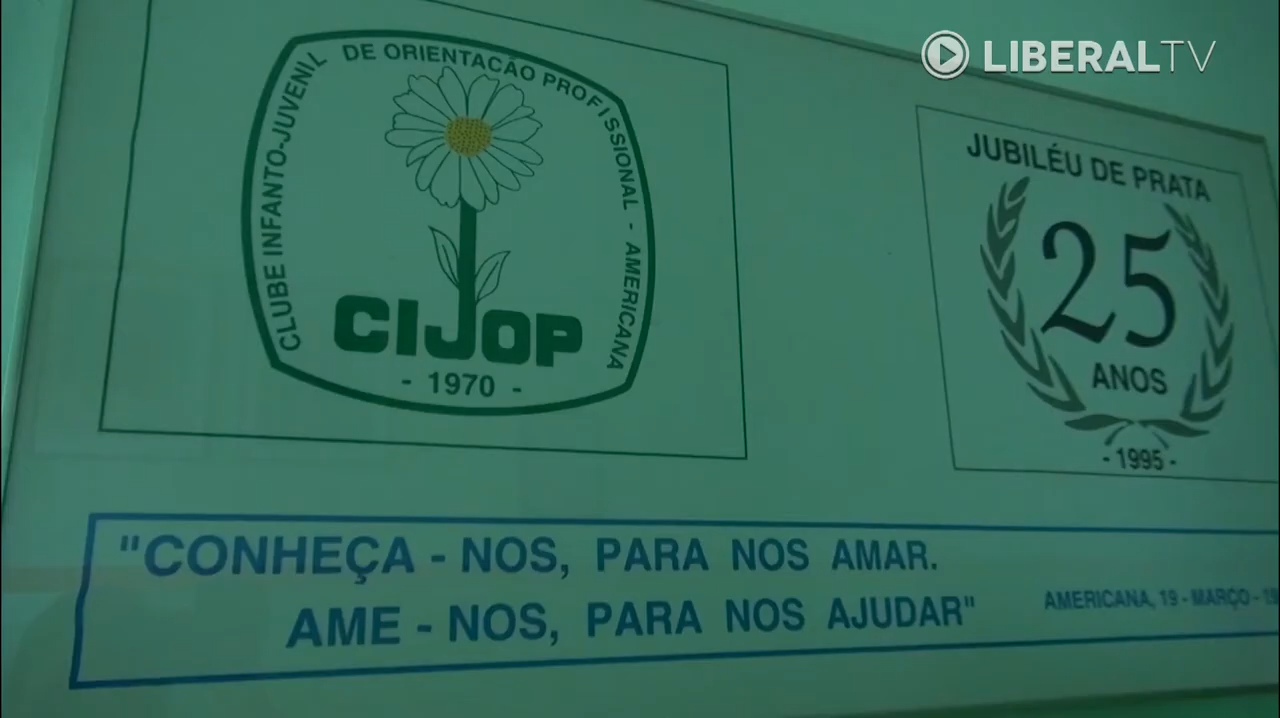 LIBERALTV
CLUBE INFANTO-JUVENIL DE ORIENTAÇÃO PROFISSIONAL - AMERICANA
CIJOP
- 1970 -
JUBILÉU DE PRATA
25
ANOS
- 1995 -
"CONHEÇA - NOS, PARA NOS AMAR.
AME - NOS, PARA NOS AJUDAR"
AMERICANA, 19 - MARÇO - 19